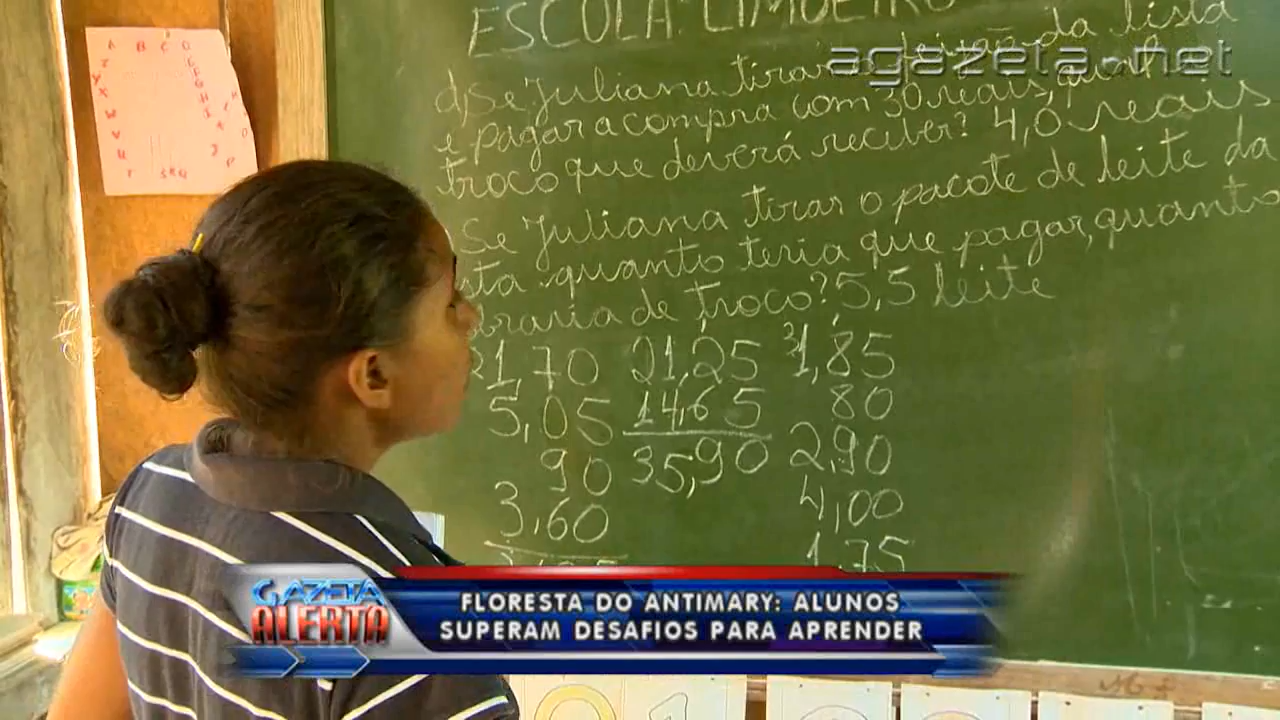 ESCOLA: LIMOEIRO
agazeta.net
d) Se Juliana tirar o feijão da lista
e pagar a compra com 30 reais, qual
troco que deverá receber? 4,0 reais
Se Juliana tirar o pacote de leite da
quanto teria que pagar, quanto
de troco? 5,5 leite
21,70 21,25 1,85
5,05 14,65 80
90 35,90 2,90
3,60 4,00
1,75
GAZETA
ALERTA
FLORESTA DO ANTIMARY: ALUNOS
SUPERAM DESAFIOS PARA APRENDER